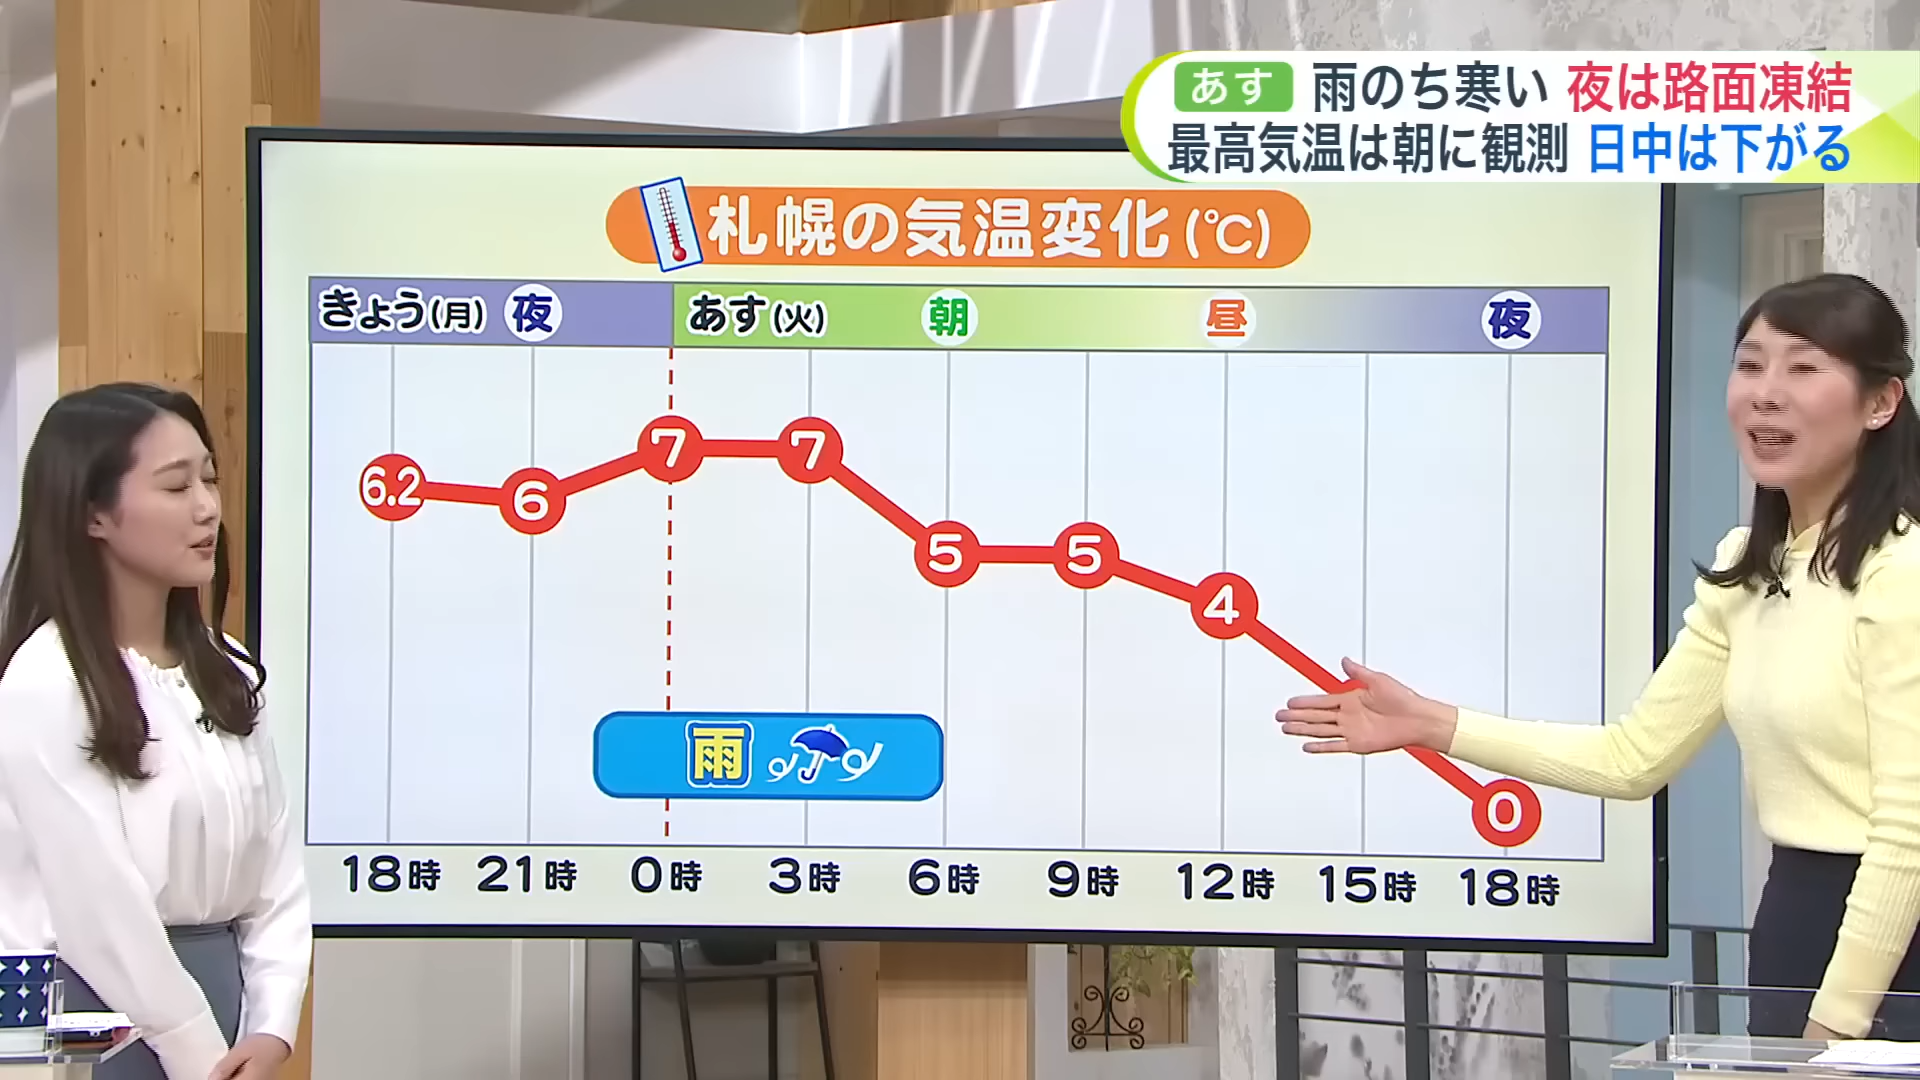 あす 雨のち寒い 夜は路面凍結
最高気温は朝に観測 日中は下がる
札幌の気温変化(℃)
きょう(月) 夜 あす(火) 朝 昼 夜
6.2 6 7 7 5 5 4 0
雨
18時 21時 0時 3時 6時 9時 12時 15時 18時